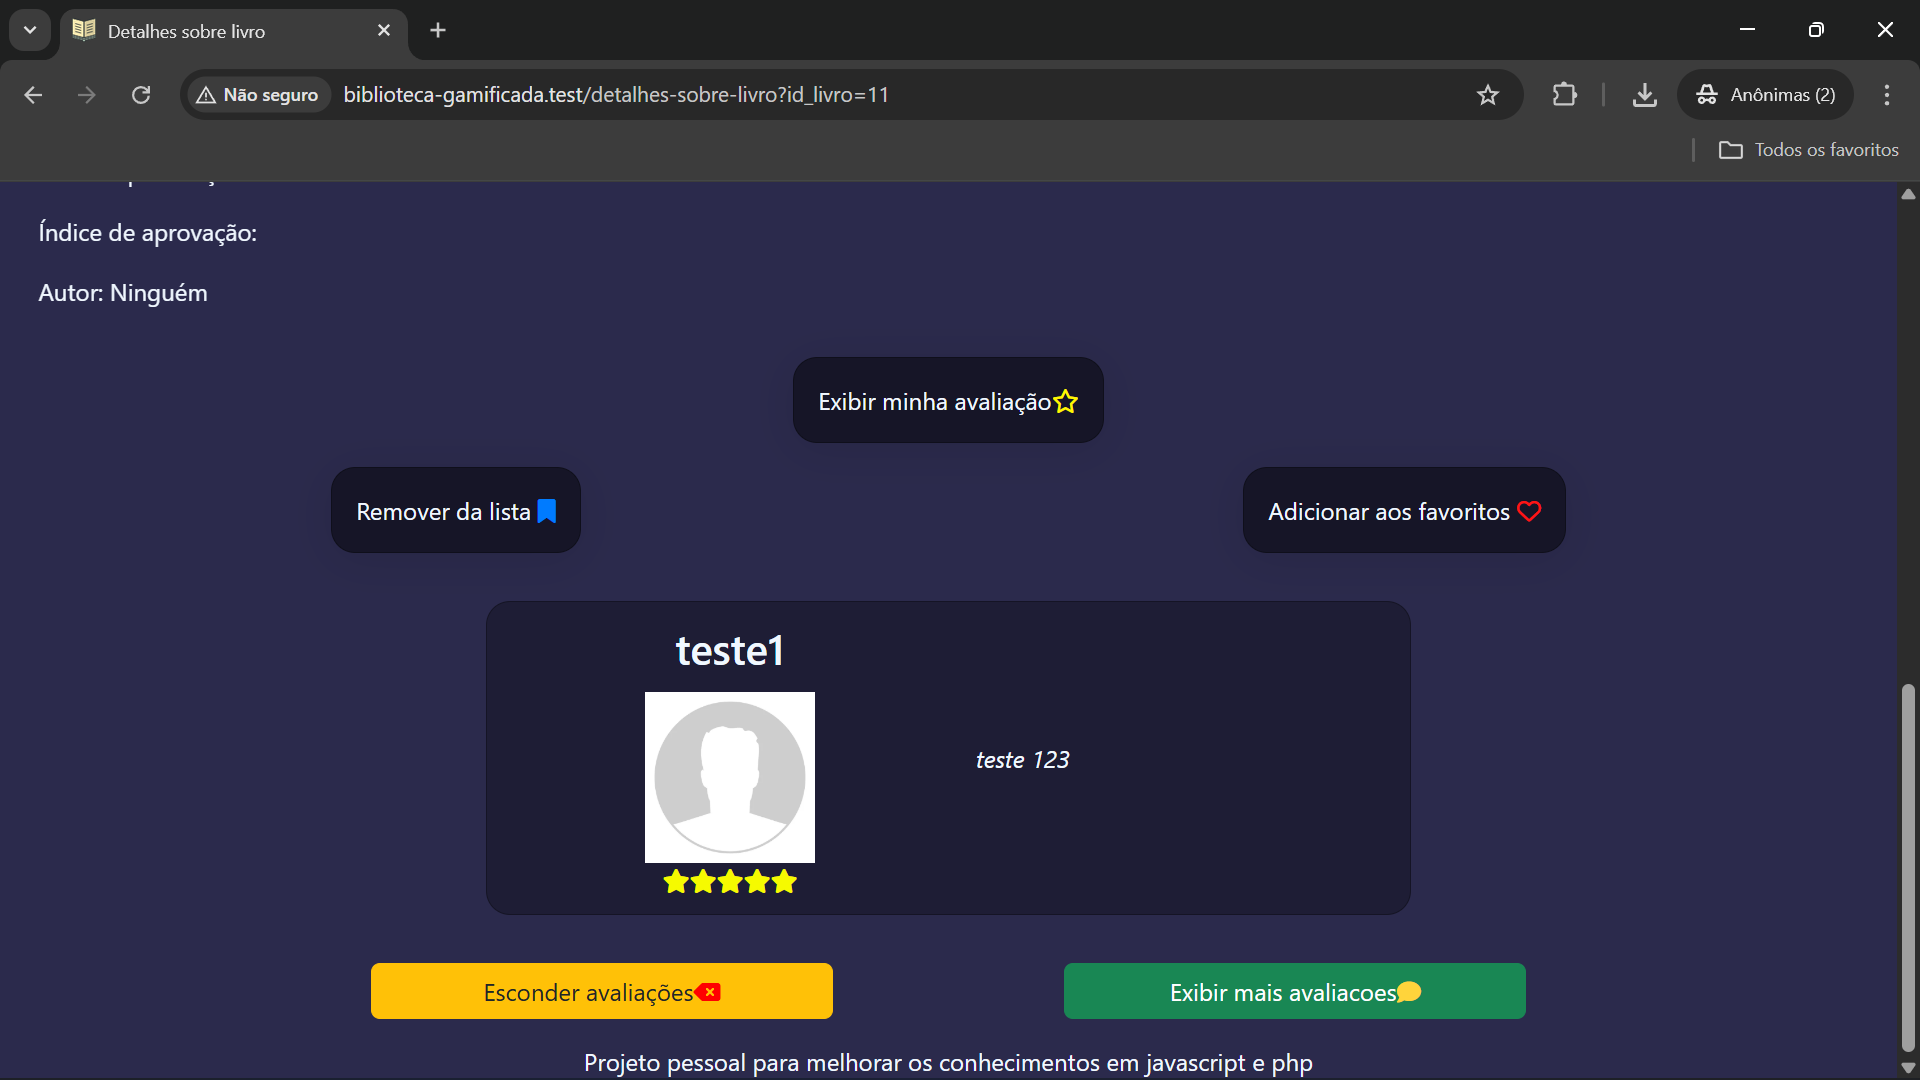 Detalhes sobre livro
Não seguro
biblioteca-gamificada.test/detalhes-sobre-livro?id_livro=11
Anônimas (2)
Todos os favoritos
Índice de aprovação:
Autor: Ninguém
Exibir minha avaliação
Remover da lista
Adicionar aos favoritos
teste1
teste 123
Esconder avaliações
Exibir mais avaliacoes
Projeto pessoal para melhorar os conhecimentos em javascript e php